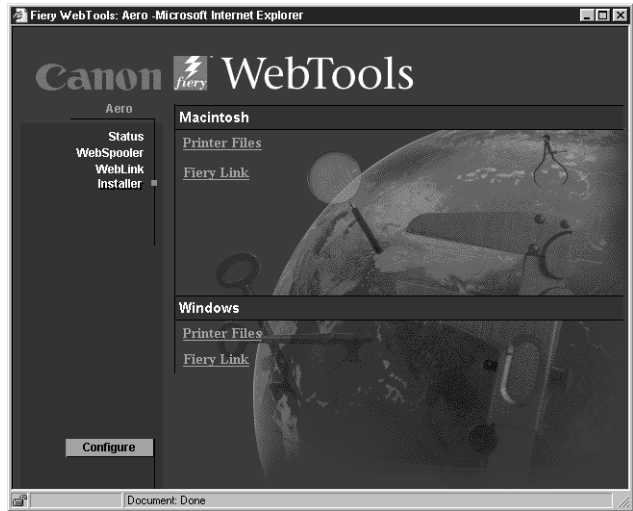 Fiery WebTools: Aero -Microsoft Internet Explorer
Canon fiery WebTools
Aero
Status
WebSpooler
WebLink
Installer
Macintosh
Printer Files
Fiery Link
Windows
Printer Files
Fiery Link
Configure
Document: Done